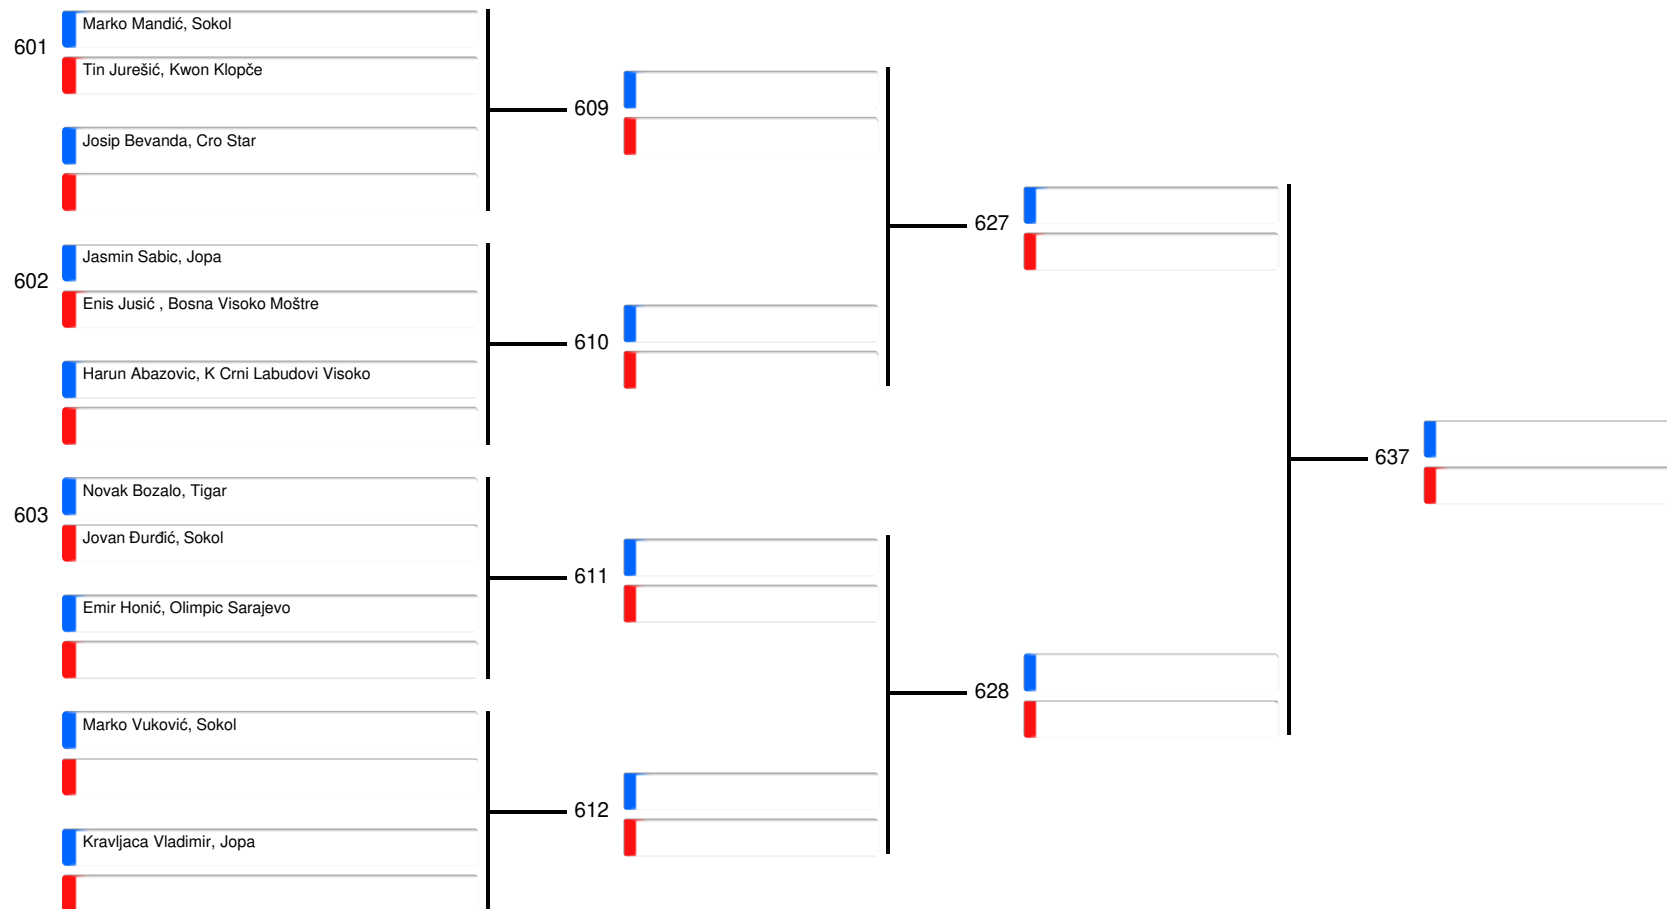 Marko Mandić, Sokol
601
Tin Jurešić, Kwon Klopče
609
Josip Bevanda, Cro Star
627
Jasmin Sabic, Jopa
602
Enis Jusić , Bosna Visoko Moštre
610
Harun Abazovic, K Crni Labudovi Visoko
637
Novak Bozalo, Tigar
603
Jovan Đurđić, Sokol
611
Emir Honić, Olimpic Sarajevo
628
Marko Vuković, Sokol
612
Kravljaca Vladimir, Jopa